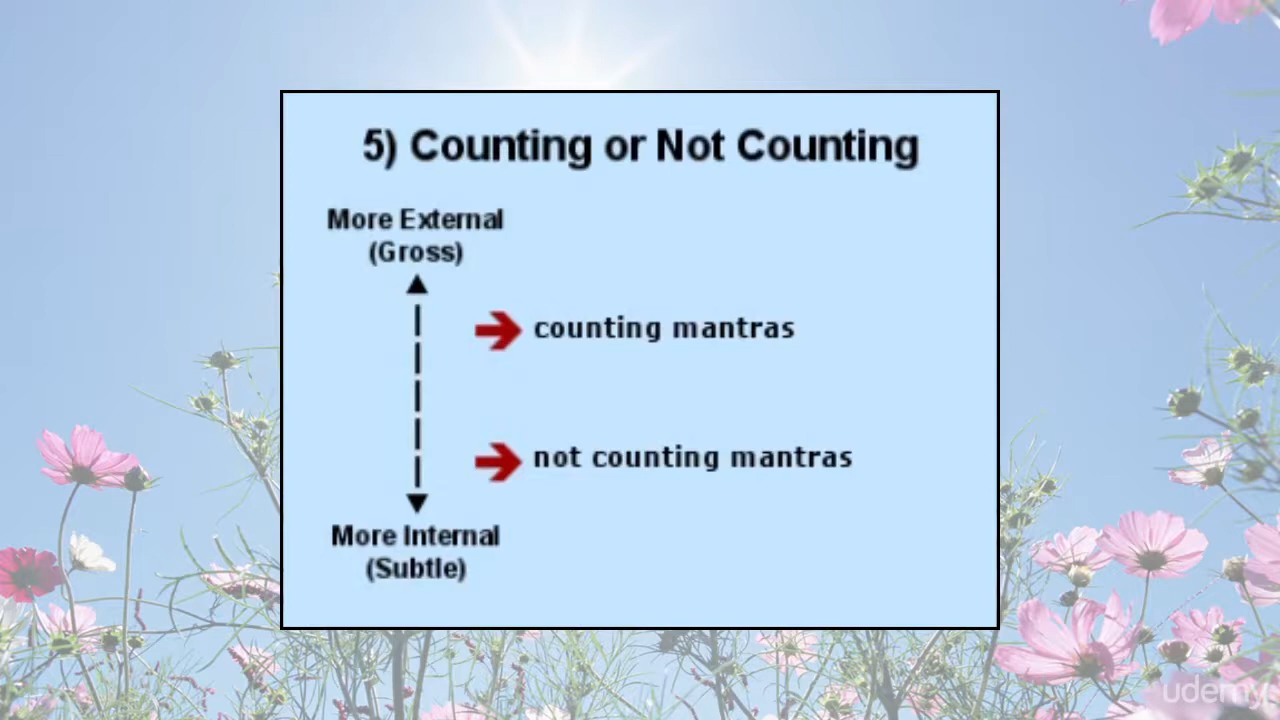 5) Counting or Not Counting
More External
(Gross)
counting mantras
not counting mantras
More Internal
(Subtle)
udemy